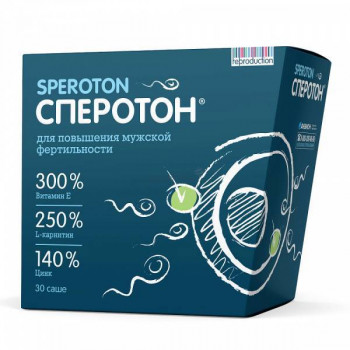 reproduction
SPEROTON
СПЕРОТОН®
для повышения мужской
фертильности
300%
Витамин Е
250%
L-карнитин
140%
Цинк
30 саше